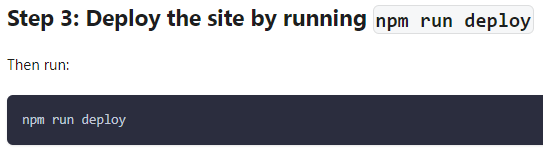 Step 3: Deploy the site by running npm run deploy
Then run:
npm run deploy